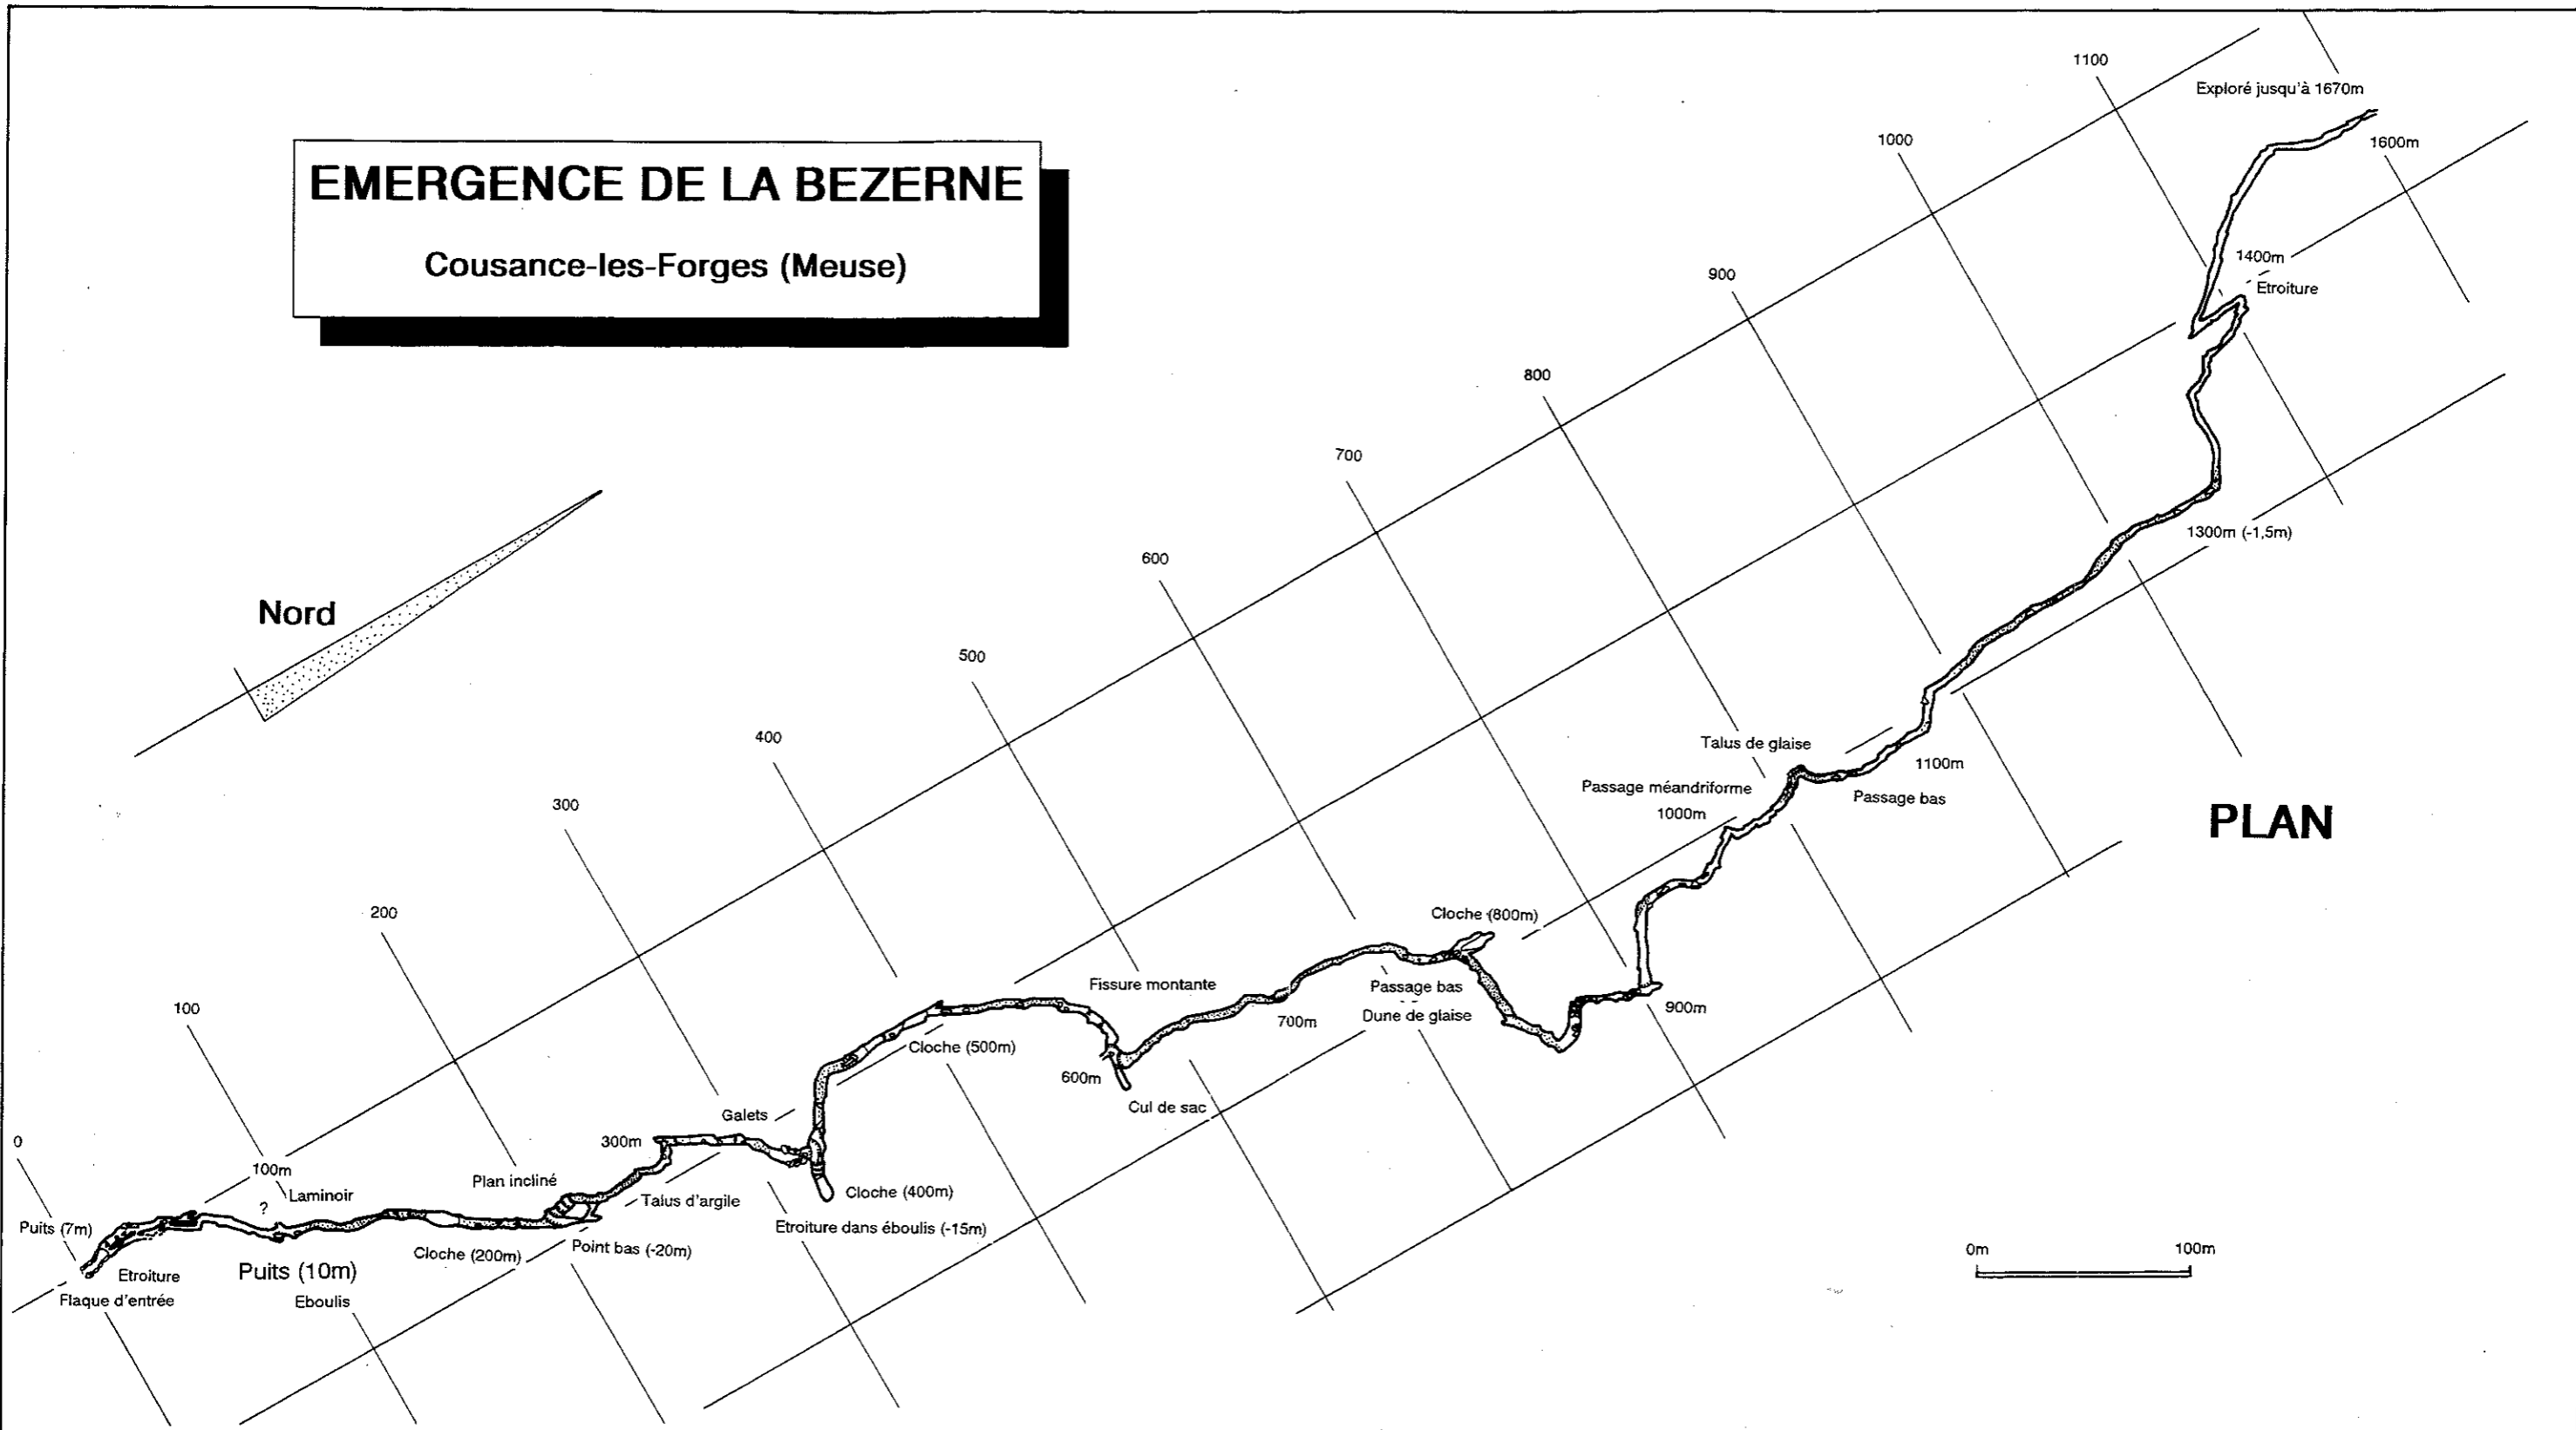 EMERGENCE DE LA BEZERNE
Cousance-les-Forges (Meuse)
Nord
PLAN
0
100
200
300
400
500
600
700
800
900
1000
1100
Puits (7m)
Etroiture
Flaque d'entrée
100m
?
Laminoir
Puits (10m)
Eboulis
Cloche (200m)
Plan incliné
Point bas (-20m)
300m
Talus d'argile
Galets
Cloche (400m)
Etroiture dans éboulis (-15m)
Cloche (500m)
Fissure montante
600m
Cul de sac
700m
Passage bas
Dune de glaise
Cloche (800m)
900m
Passage méandriforme
1000m
Talus de glaise
Passage bas
1100m
1300m (-1,5m)
1400m
Etroiture
Exploré jusqu'à 1670m
1600m
0m
100m